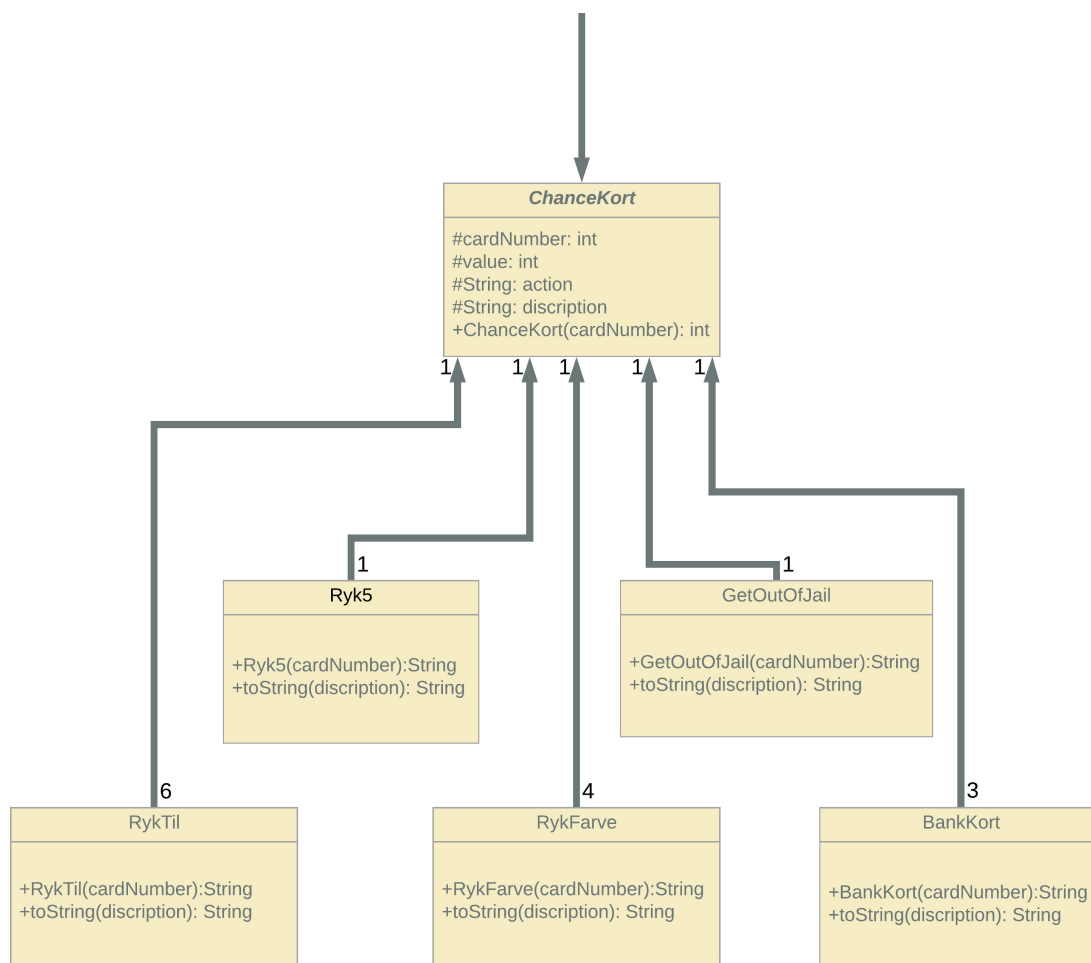 ChanceKort
#cardNumber: int
#value: int
#String: action
#String: discription
+ChanceKort(cardNumber): int
1 1 1 1 1
1
Ryk5
+Ryk5(cardNumber):String
+toString(discription): String
1
GetOutOfJail
+GetOutOfJail(cardNumber):String
+toString(discription): String
6
RykTil
+RykTil(cardNumber):String
+toString(discription): String
4
RykFarve
+RykFarve(cardNumber):String
+toString(discription): String
3
BankKort
+BankKort(cardNumber):String
+toString(discription): String